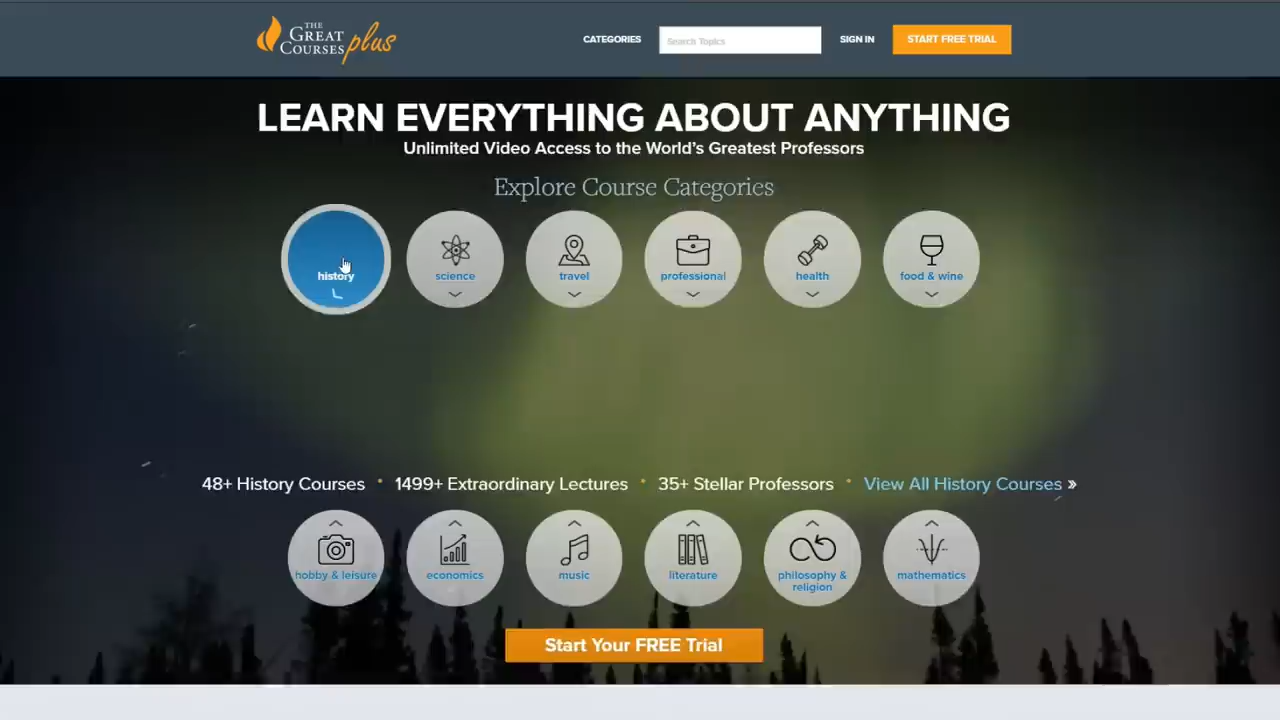 THE
GREAT
COURSES plus
CATEGORIES
Search Topics
SIGN IN
START FREE TRIAL
LEARN EVERYTHING ABOUT ANYTHING
Unlimited Video Access to the World's Greatest Professors
Explore Course Categories
history
science
travel
professional
health
food & wine
48+ History Courses • 1499+ Extraordinary Lectures • 35+ Stellar Professors • View All History Courses »
hobby & leisure
economics
music
literature
philosophy &
religion
mathematics
Start Your FREE Trial